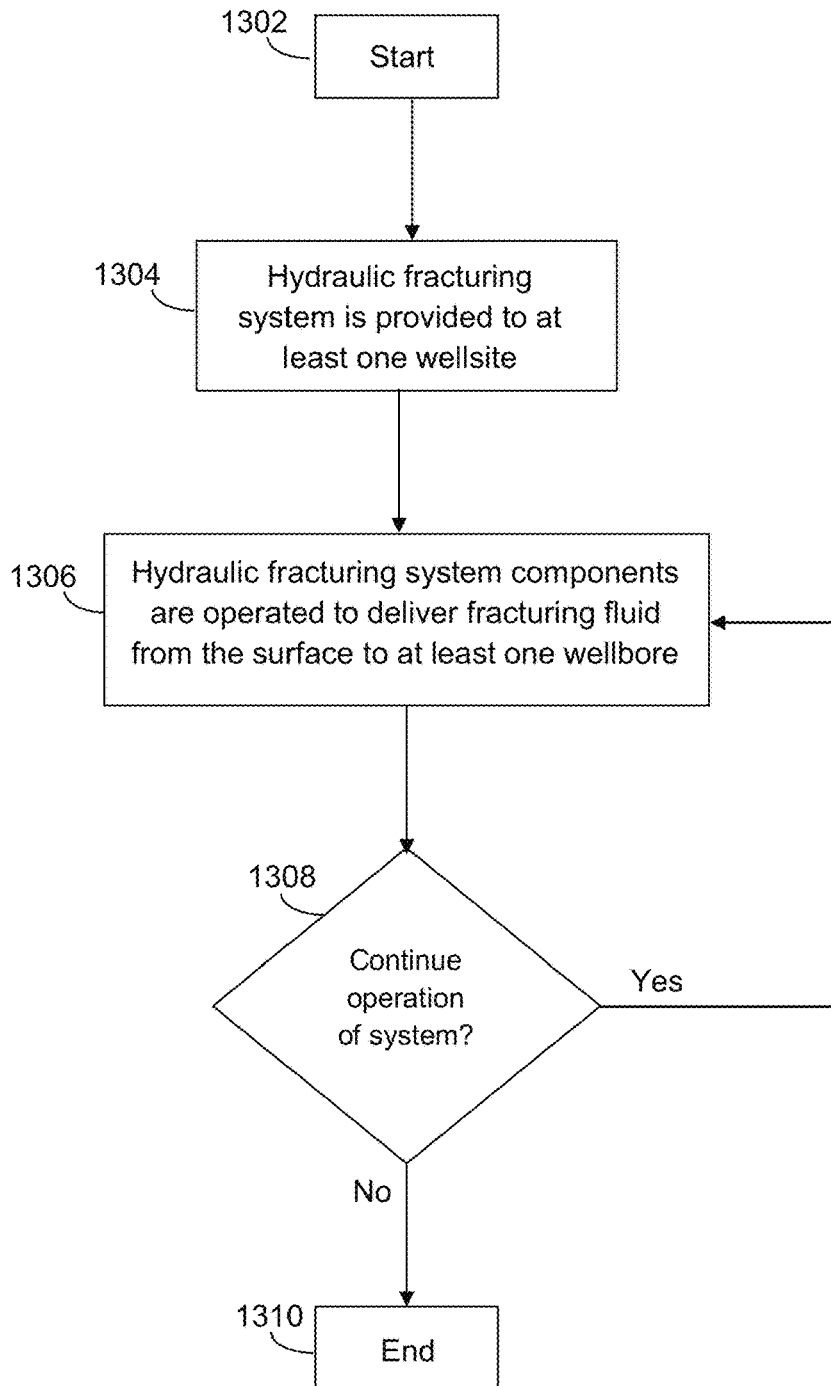 1302
Start
1304
Hydraulic fracturing
system is provided to at
least one wellsite
1306
Hydraulic fracturing system components
are operated to deliver fracturing fluid
from the surface to at least one wellbore
1308
Continue
operation
of system?
Yes
No
1310
End